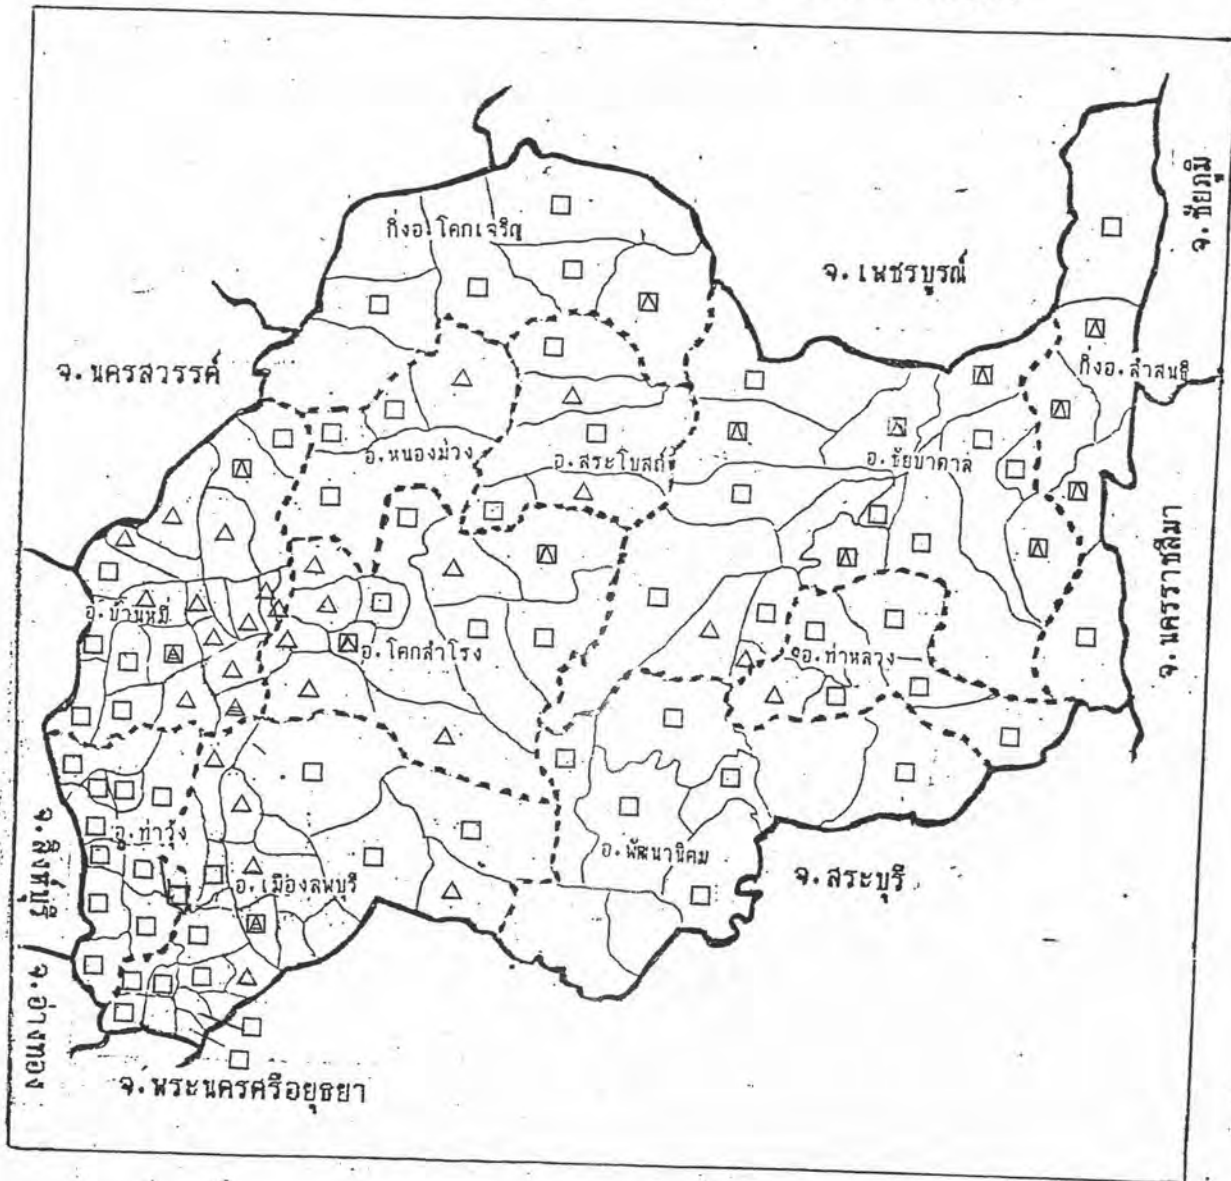 กิ่งอ.โคกเจริญ
จ.ชัยภูมิ
จ.เพชรบูรณ์
จ.นครสวรรค์
กิ่งอ.ลำสนธิ
อ.หนองม่วง
อ.สระโบสถ์
อ.ชัยบาดาล
จ.นครราชสีมา
อ.บ้านหมี่
อ.โคกสำโรง
อ.ท่าหลวง
อ.ท่าวุ้ง
อ.พัฒนานิคม
จ.สิงห์บุรี
อ.เมืองลพบุรี
จ.สระบุรี
จ.อ่างทอง
จ.พระนครศรีอยุธยา